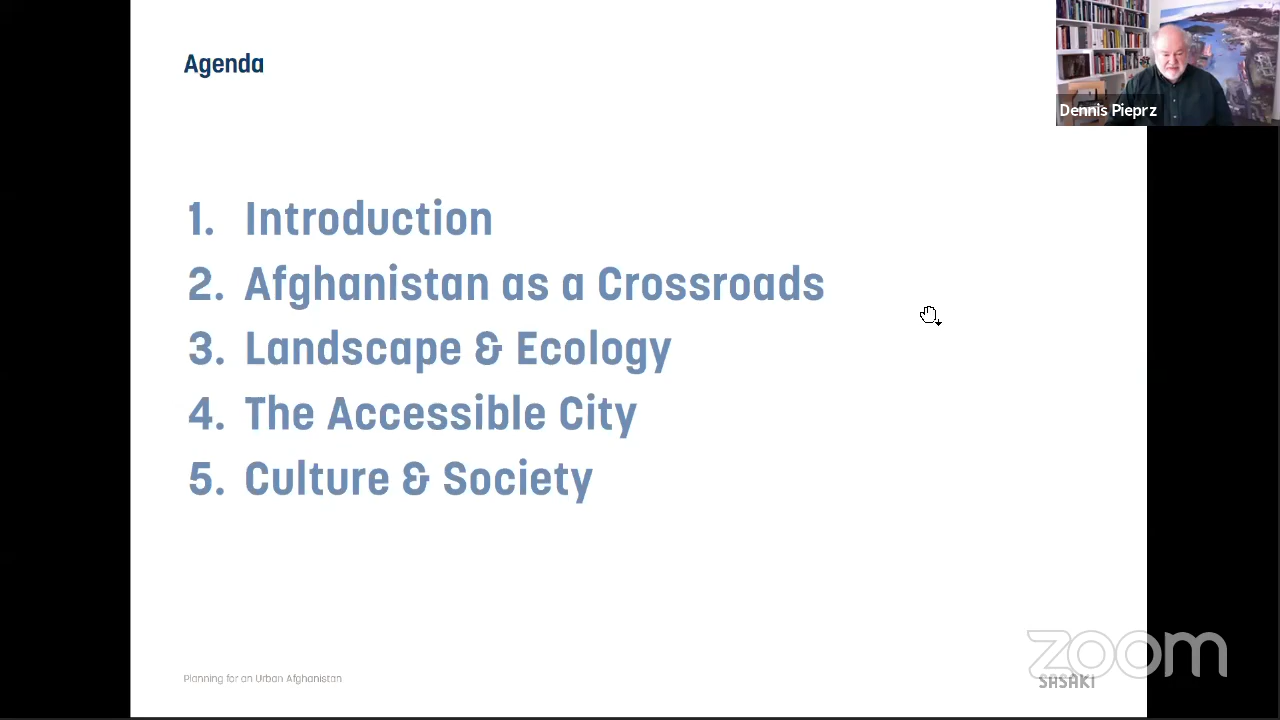 Agenda
Dennis Pieprz
1. Introduction
2. Afghanistan as a Crossroads
3. Landscape & Ecology
4. The Accessible City
5. Culture & Society
Planning for an Urban Afghanistan
zoom
SASAKI